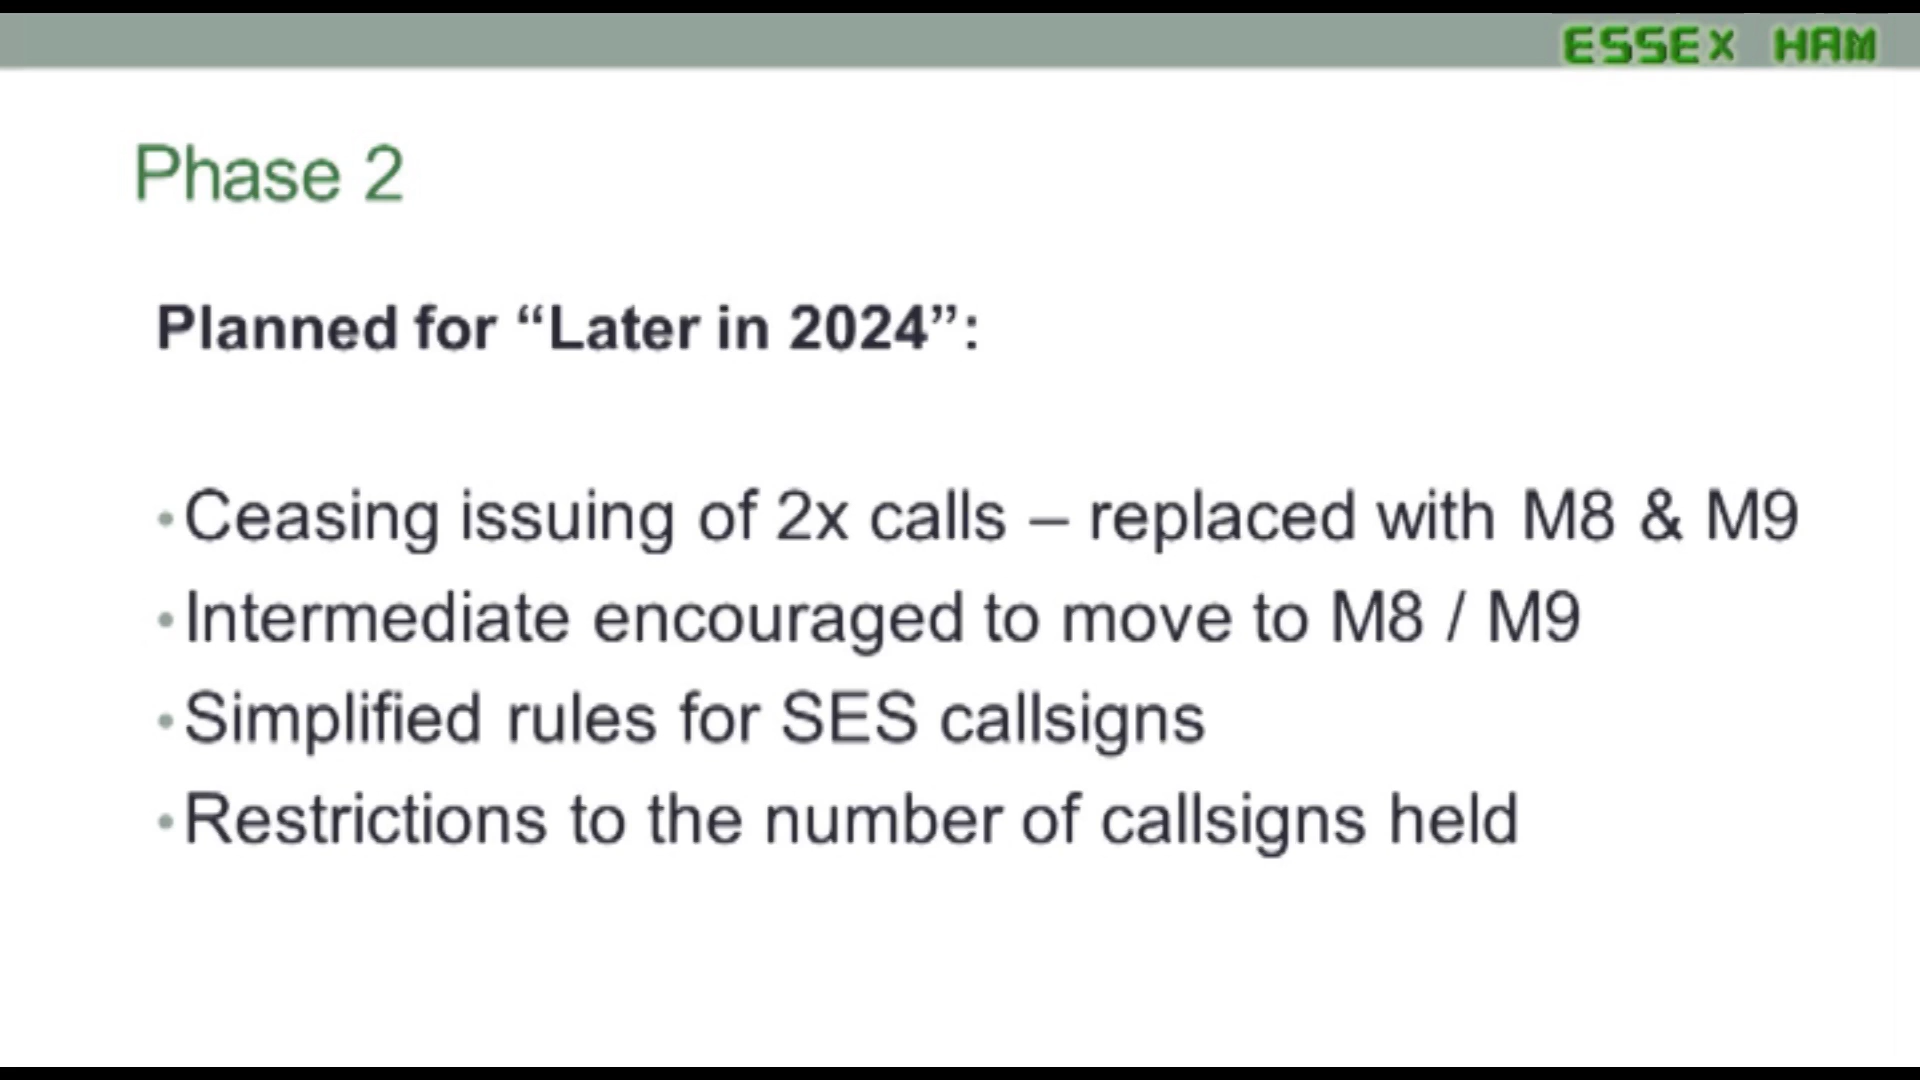 ESSEX HAM
Phase 2
Planned for “Later in 2024”:
• Ceasing issuing of 2x calls – replaced with M8 & M9
• Intermediate encouraged to move to M8 / M9
• Simplified rules for SES callsigns
• Restrictions to the number of callsigns held